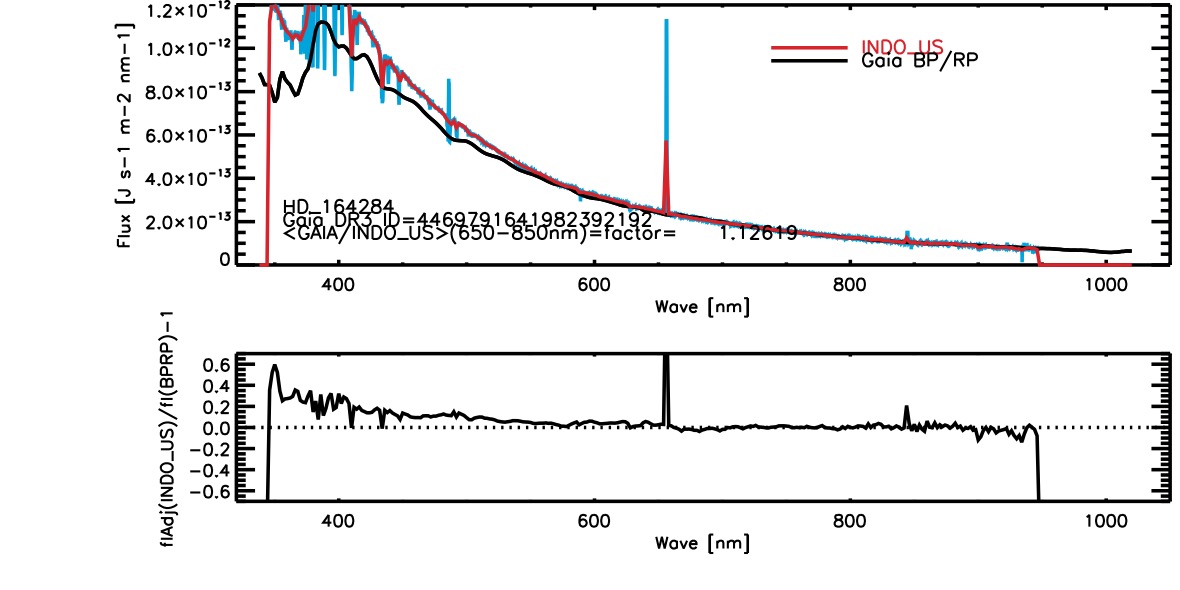 1.2×10⁻¹²
1.0×10⁻¹²
8.0×10⁻¹³
6.0×10⁻¹³
4.0×10⁻¹³
2.0×10⁻¹³
0
Flux [J s−1 m−2 nm−1]
INDO_US
Gaia BP/RP
HD_164284
Gaia DR3 ID=4469791641982392192
<GAIA/INDO_US>(650−850nm)=factor= 1.12619
400 600 800 1000
Wave [nm]
0.6
0.4
0.2
0.0
−0.2
−0.4
−0.6
flAdj(INDO_US)/fl(BPRP)−1
400 600 800 1000
Wave [nm]